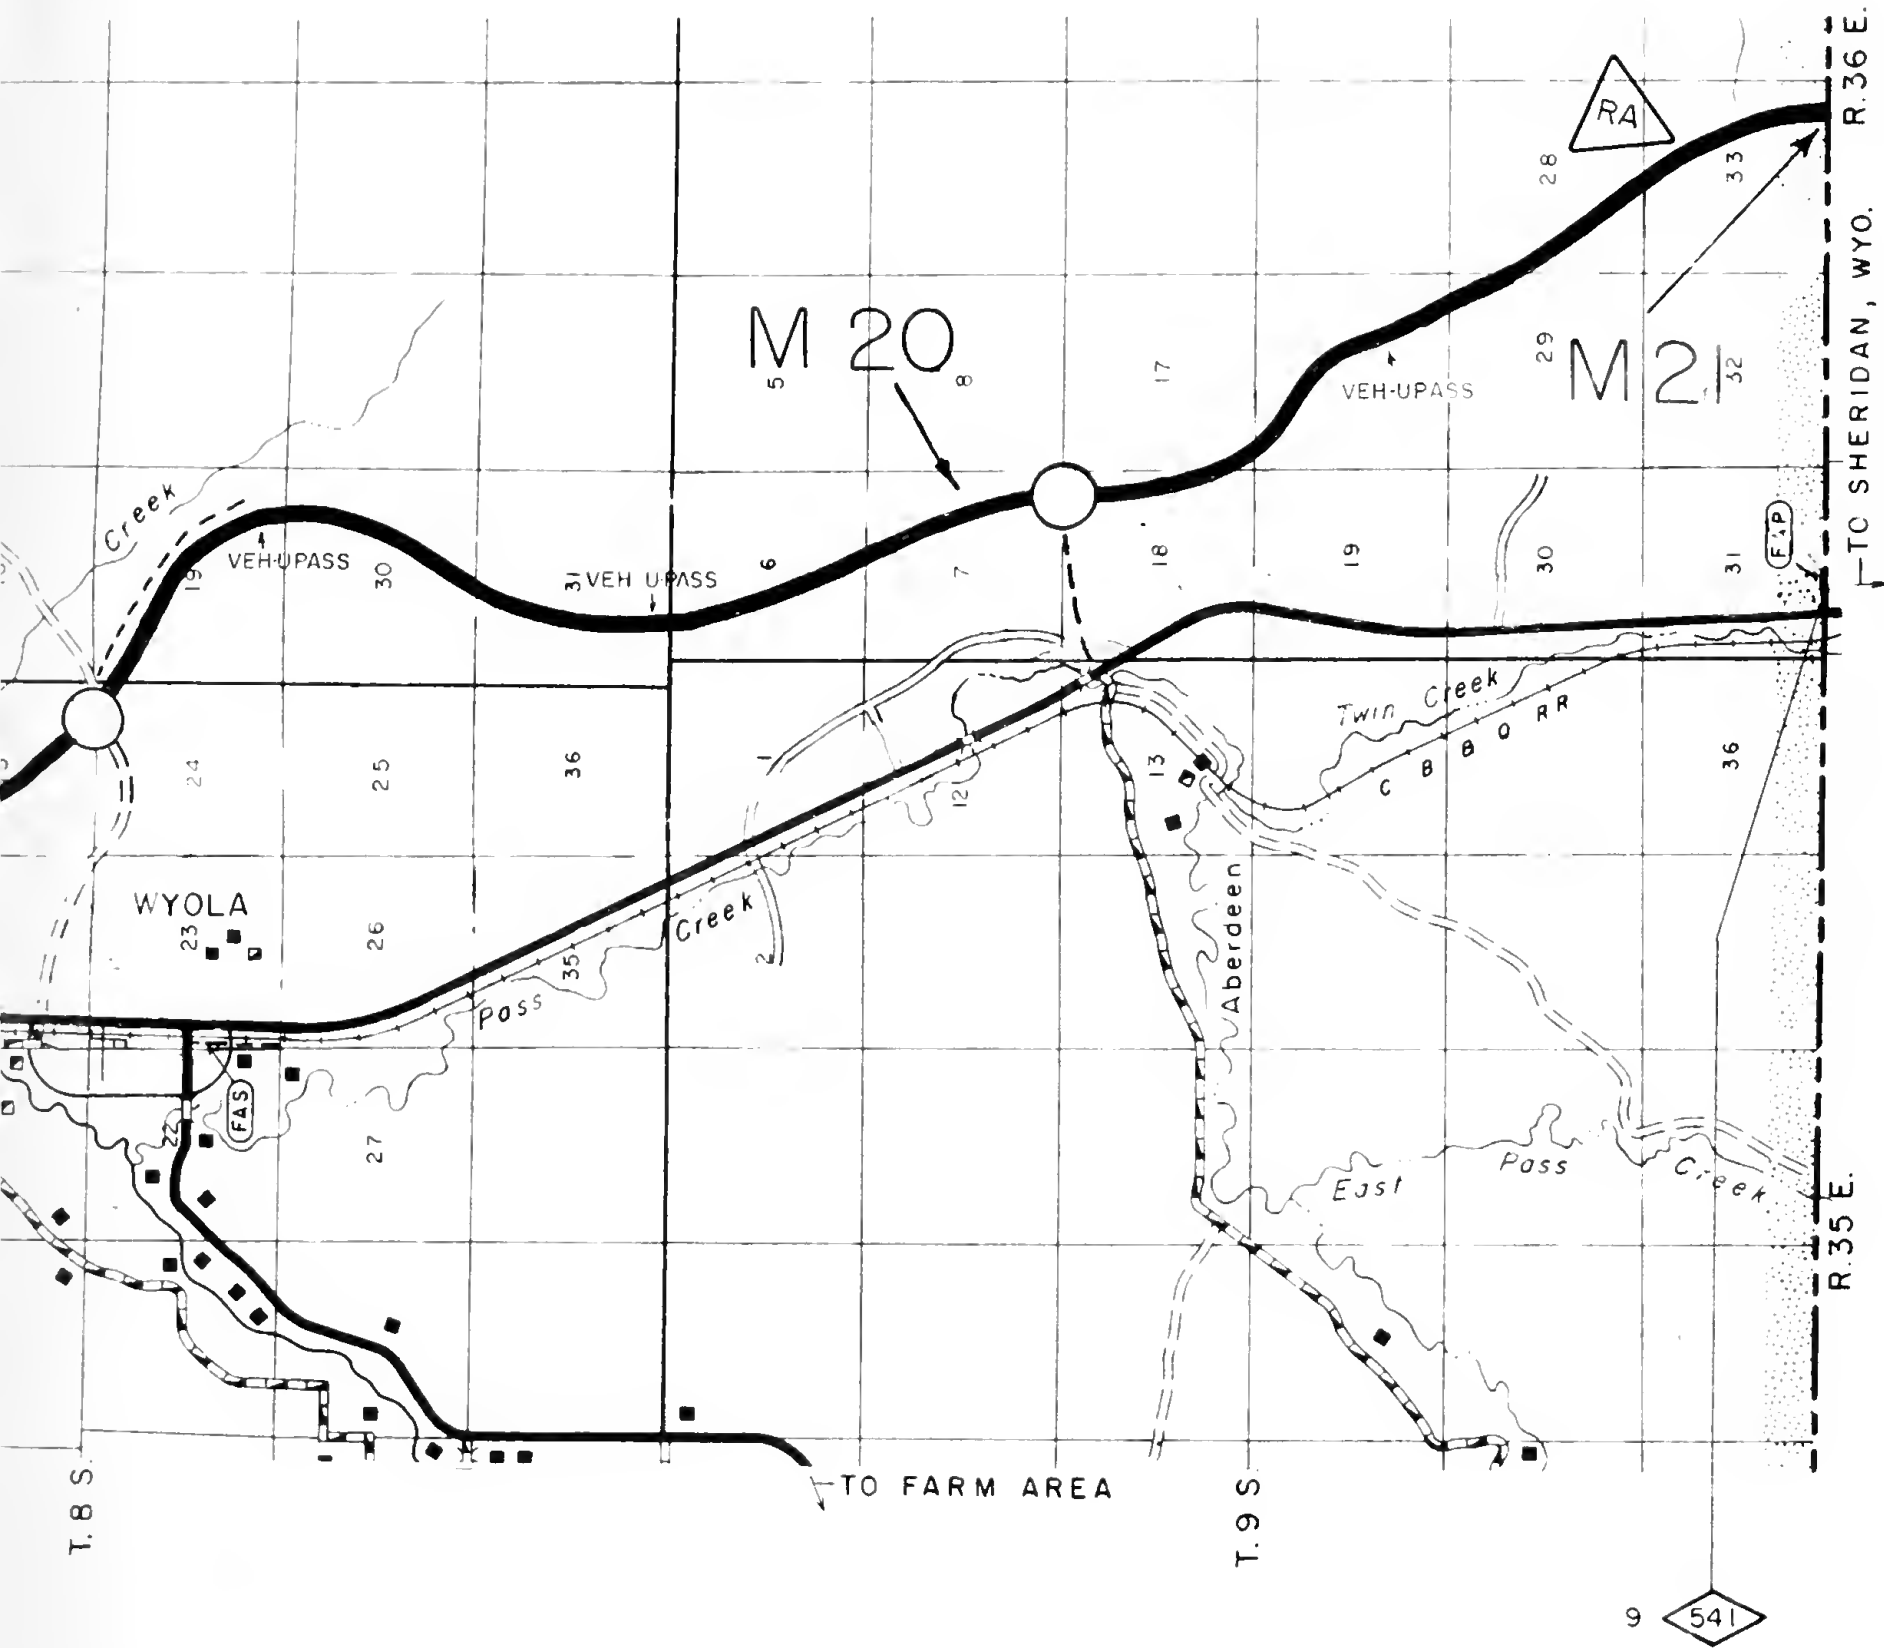 R.36 E.
RA
28
33
TO SHERIDAN, WYO.
M 20
5
8
17
29
M 21
32
VEH-UPASS
Creek
VEH-UPASS
19
30
31
VEH U-PASS
6
7
18
19
30
31
FAP
Twin Creek
C B B Q RR
24
25
36
1
12
13
36
WYOLA
23
26
35
2
Pass Creek
Aberdeen
FAS
22
27
East Pass Creek
R.35 E.
TO FARM AREA
T. 8 S.
T. 9 S.
9
541